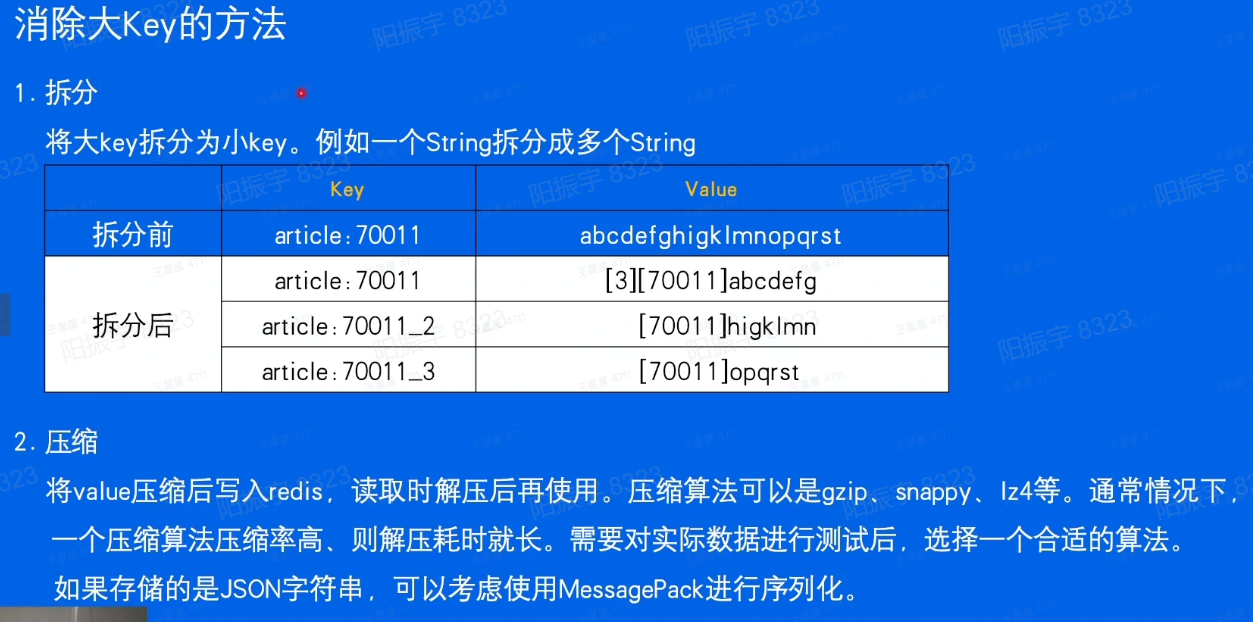 消除大Key的方法
1. 拆分
将大key拆分为小key。例如一个String拆分成多个String
Key Value
拆分前 article:70011 abcdefghigklmnopqrst
拆分后
article:70011 [3][70011]abcdefg
article:70011_2 [70011]higklmn
article:70011_3 [70011]opqrst
2. 压缩
将value压缩后写入redis，读取时解压后再使用。压缩算法可以是gzip、snappy、lz4等。通常情况下，
一个压缩算法压缩率高、则解压耗时就长。需要对实际数据进行测试后，选择一个合适的算法。
如果存储的是JSON字符串，可以考虑使用MessagePack进行序列化。
阳振宇 8323